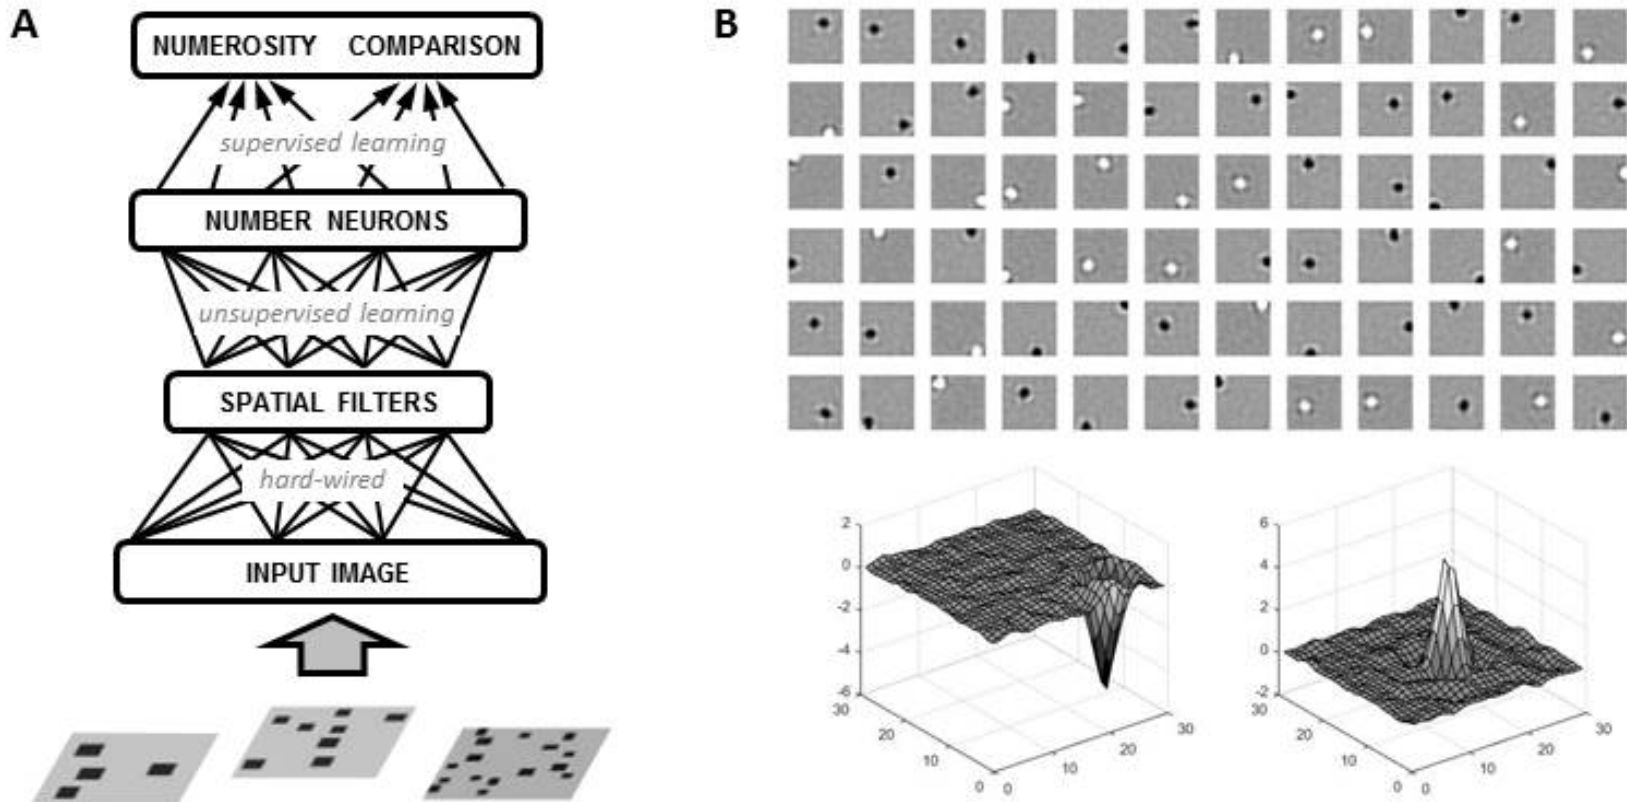 A
NUMEROSITY COMPARISON
supervised learning
NUMBER NEURONS
unsupervised learning
SPATIAL FILTERS
hard-wired
INPUT IMAGE
B
2
0
-2
-4
-6
30
20
10
0
0
10
20
30
6
4
2
0
-2
30
20
10
0
0
10
20
30